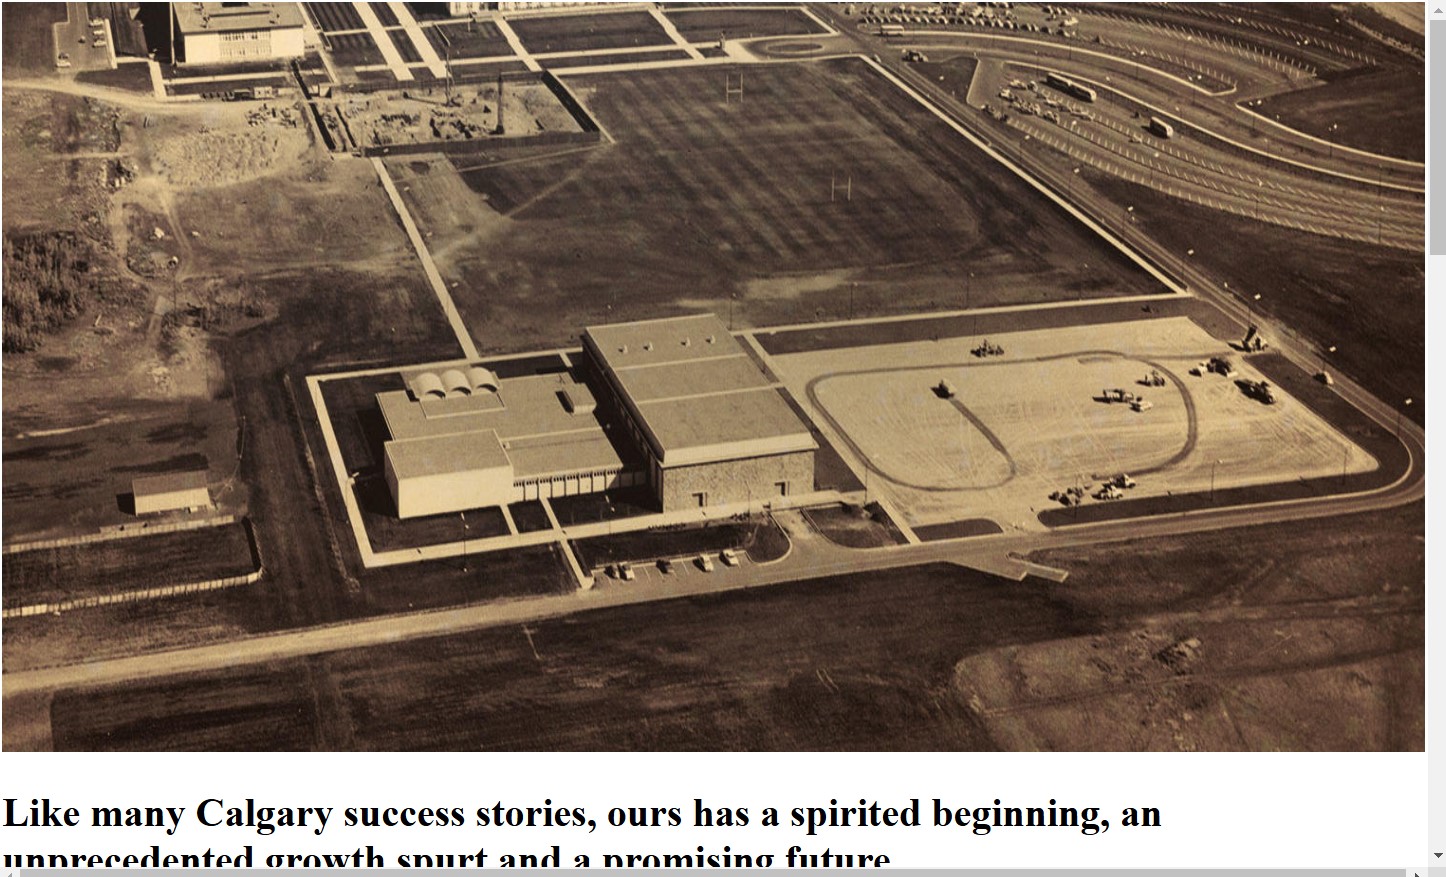 Like many Calgary success stories, ours has a spirited beginning, an
unprecedented growth spurt and a promising future